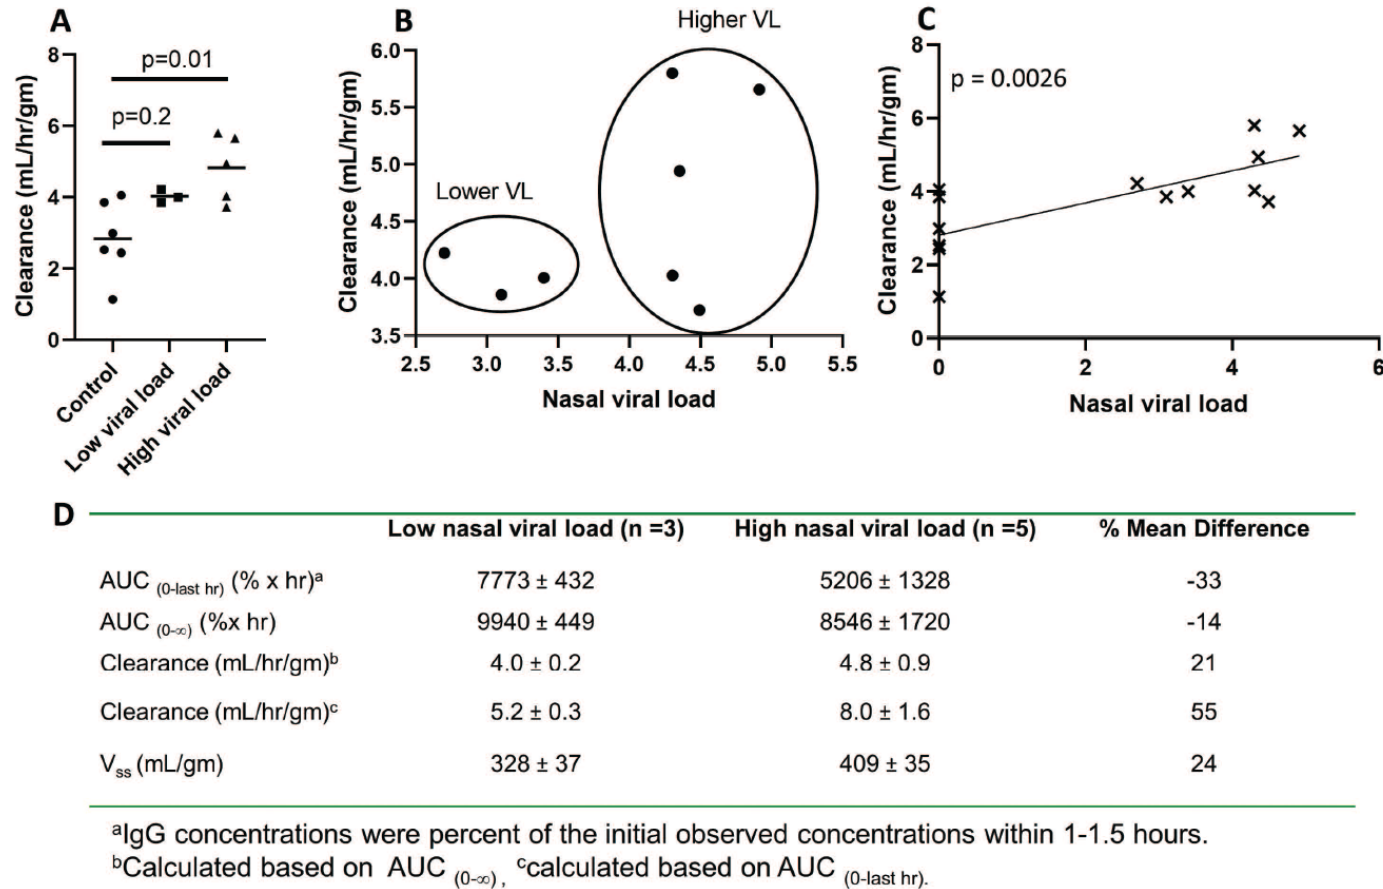 A
Clearance (mL/hr/gm)
8
6
4
2
0
p=0.01
p=0.2
Control
Low viral load
High viral load
B
Higher VL
Lower VL
Clearance (mL/hr/gm)
6.0
5.5
5.0
4.5
4.0
3.5
2.5 3.0 3.5 4.0 4.5 5.0 5.5
Nasal viral load
C
p = 0.0026
Clearance (mL/hr/gm)
8
6
4
2
0
0 2 4 6
Nasal viral load
D
Low nasal viral load (n =3) High nasal viral load (n =5) % Mean Difference
AUC (0-last hr) (% x hr)a 7773 ± 432 5206 ± 1328 -33
AUC (0-∞) (%x hr) 9940 ± 449 8546 ± 1720 -14
Clearance (mL/hr/gm)b 4.0 ± 0.2 4.8 ± 0.9 21
Clearance (mL/hr/gm)c 5.2 ± 0.3 8.0 ± 1.6 55
Vss (mL/gm) 328 ± 37 409 ± 35 24
aIgG concentrations were percent of the initial observed concentrations within 1-1.5 hours.
bCalculated based on AUC (0-∞), ccalculated based on AUC (0-last hr).